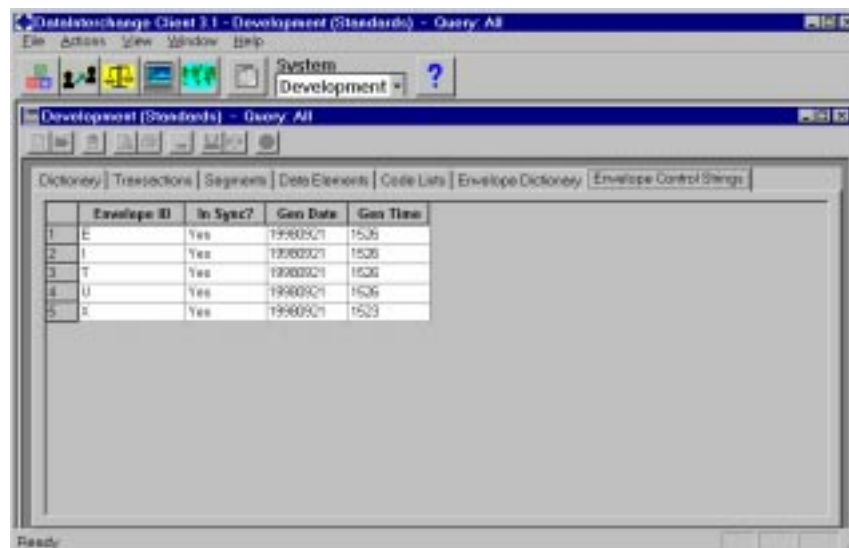 DataInterchange Client 3.1 - Development (Standards) - Query: All
File Actions View Window Help
System
Development
?
Development (Standards) - Query: All
Dictionary Transactions Segments Data Elements Code Lists Envelope Dictionary Envelope Control Strings
Envelope ID In Sync? Gen Date Gen Time
1 E Yes 19980921 1526
2 I Yes 19980921 1526
3 T Yes 19980921 1526
4 U Yes 19980921 1526
5 X Yes 19980921 1523
Ready